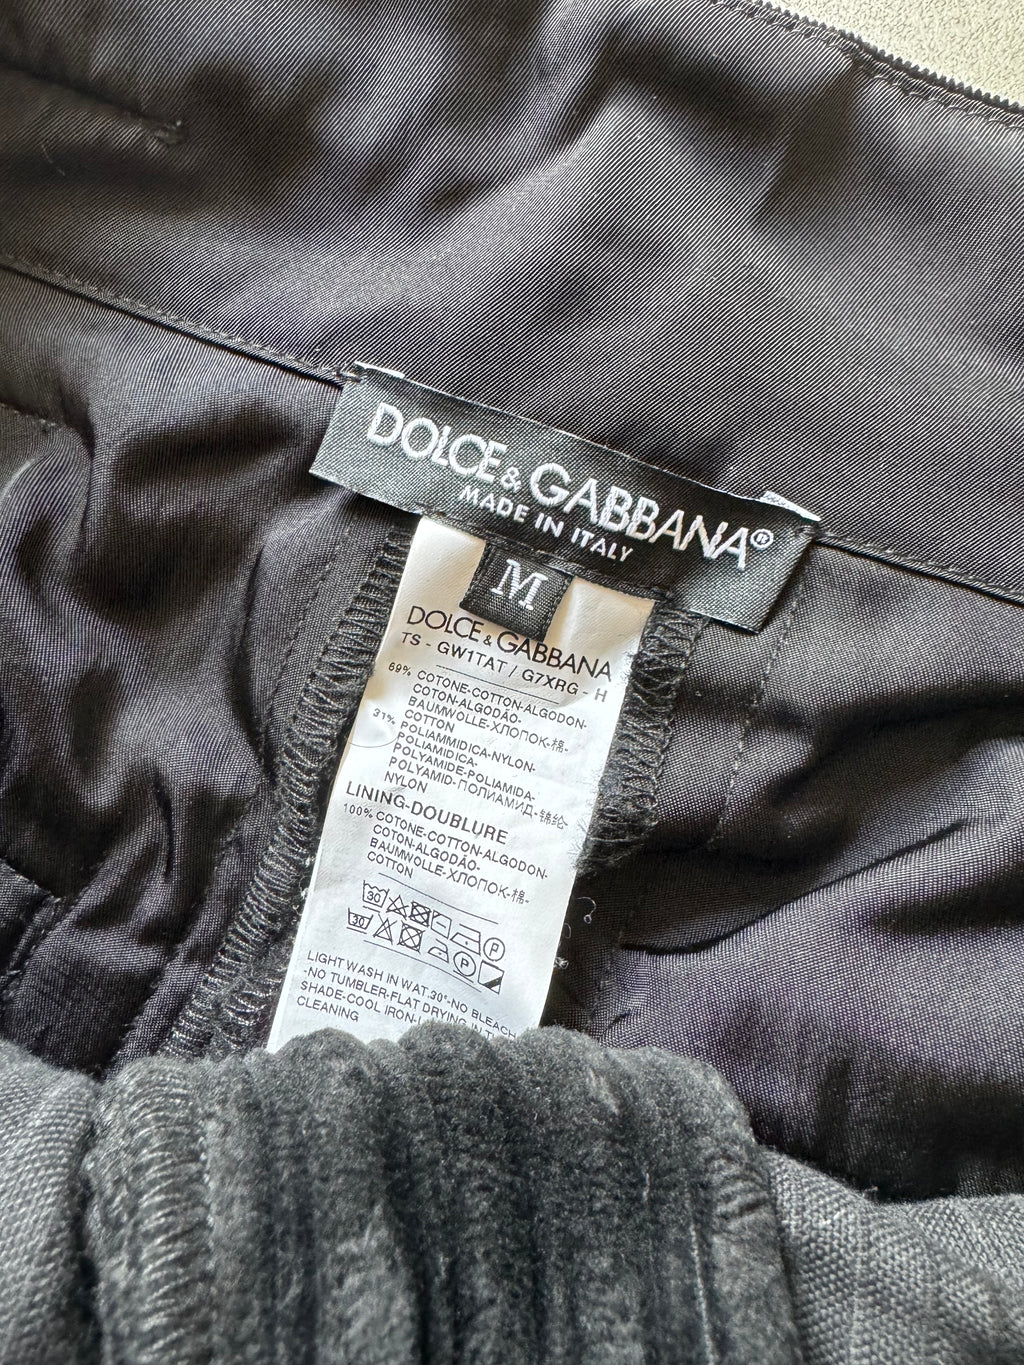 DOLCE & GABBANA®
MADE IN ITALY
M
DOLCE & GABBANA
TS - GW1TAT / G7XRG - H
69% COTONE-COTTON-ALGODON-
COTON-ALGODÃO-
BAUMWOLLE-ХЛОПОК-棉-
COTTON
31% POLIAMMIDICA-NYLON-
POLIAMIDICA-
POLYAMIDE-POLIAMIDA-
POLYAMID-ПОЛИАМИД-锦纶-
NYLON
LINING-DOUBLURE
100% COTONE-COTTON-ALGODON-
COTON-ALGODÃO-
BAUMWOLLE-ХЛОПОК-棉-
COTTON
30 P
30 P
LIGHT WASH IN WAT.30°-NO BLEACH
-NO TUMBLER-FLAT DRYING IN TH
SHADE-COOL IRON-
CLEANING